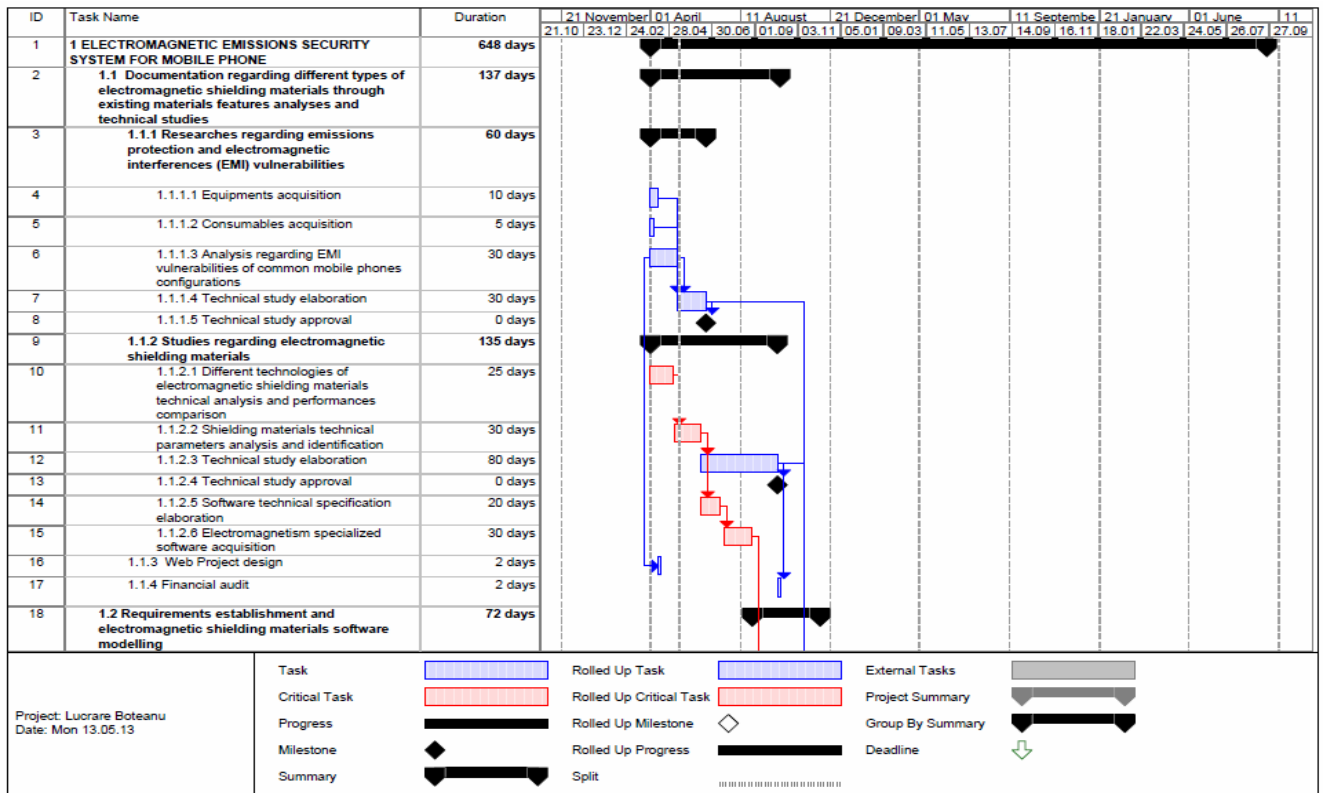 ID Task Name Duration 21 November 01 April 11 August 21 December 01 May 11 Septembe 21 January 01 June 11
21.10 23.12 24.02 28.04 30.06 01.09 03.11 05.01 09.03 11.05 13.07 14.09 16.11 18.01 22.03 24.05 26.07 27.09
1 1 ELECTROMAGNETIC EMISSIONS SECURITY 648 days
SYSTEM FOR MOBILE PHONE
2 1.1 Documentation regarding different types of 137 days
electromagnetic shielding materials through
existing materials features analyses and
technical studies
3 1.1.1 Researches regarding emissions 60 days
protection and electromagnetic
interferences (EMI) vulnerabilities
4 1.1.1.1 Equipments acquisition 10 days
5 1.1.1.2 Consumables acquisition 5 days
6 1.1.1.3 Analysis regarding EMI 30 days
vulnerabilities of common mobile phones
configurations
7 1.1.1.4 Technical study elaboration 30 days
8 1.1.1.5 Technical study approval 0 days
9 1.1.2 Studies regarding electromagnetic 135 days
shielding materials
10 1.1.2.1 Different technologies of 25 days
electromagnetic shielding materials
technical analysis and performances
comparison
11 1.1.2.2 Shielding materials technical 30 days
parameters analysis and identification
12 1.1.2.3 Technical study elaboration 80 days
13 1.1.2.4 Technical study approval 0 days
14 1.1.2.5 Software technical specification 20 days
elaboration
15 1.1.2.6 Electromagnetism specialized 30 days
software acquisition
16 1.1.3 Web Project design 2 days
17 1.1.4 Financial audit 2 days
18 1.2 Requirements establishment and 72 days
electromagnetic shielding materials software
modelling
Project: Lucrare Boteanu
Date: Mon 13.05.13
Task
Critical Task
Progress
Milestone
Summary
Rolled Up Task
Rolled Up Critical Task
Rolled Up Milestone
Rolled Up Progress
Split
External Tasks
Project Summary
Group By Summary
Deadline